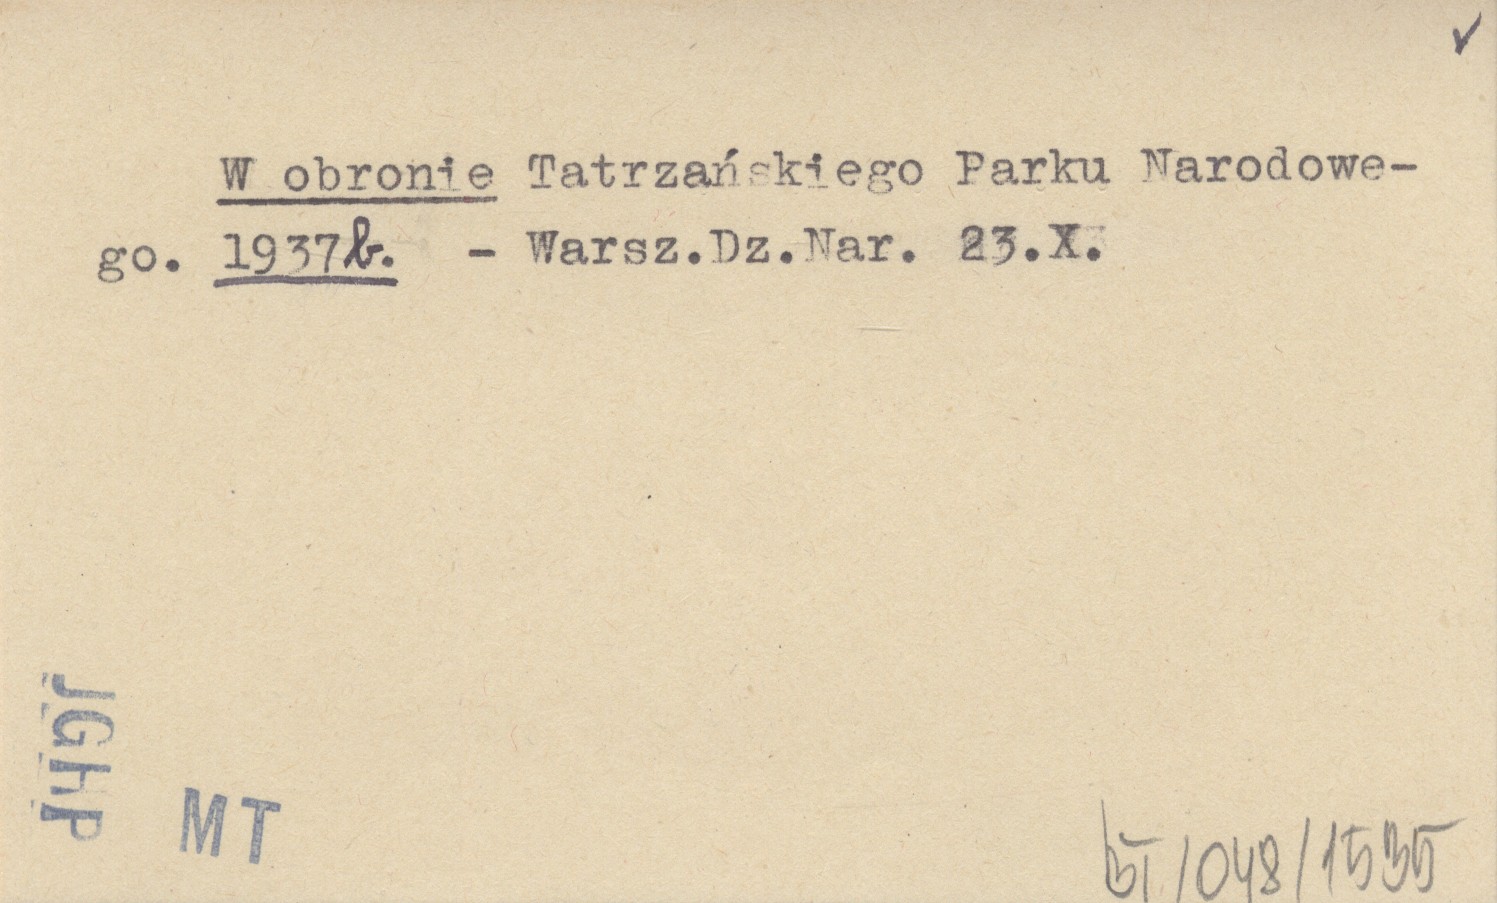 W obronie Tatrzańskiego Parku Narodowe-
go. 1937b. - Warsz.Dz.Nar. 23.X.
JGHP
MT
BT/048/1535